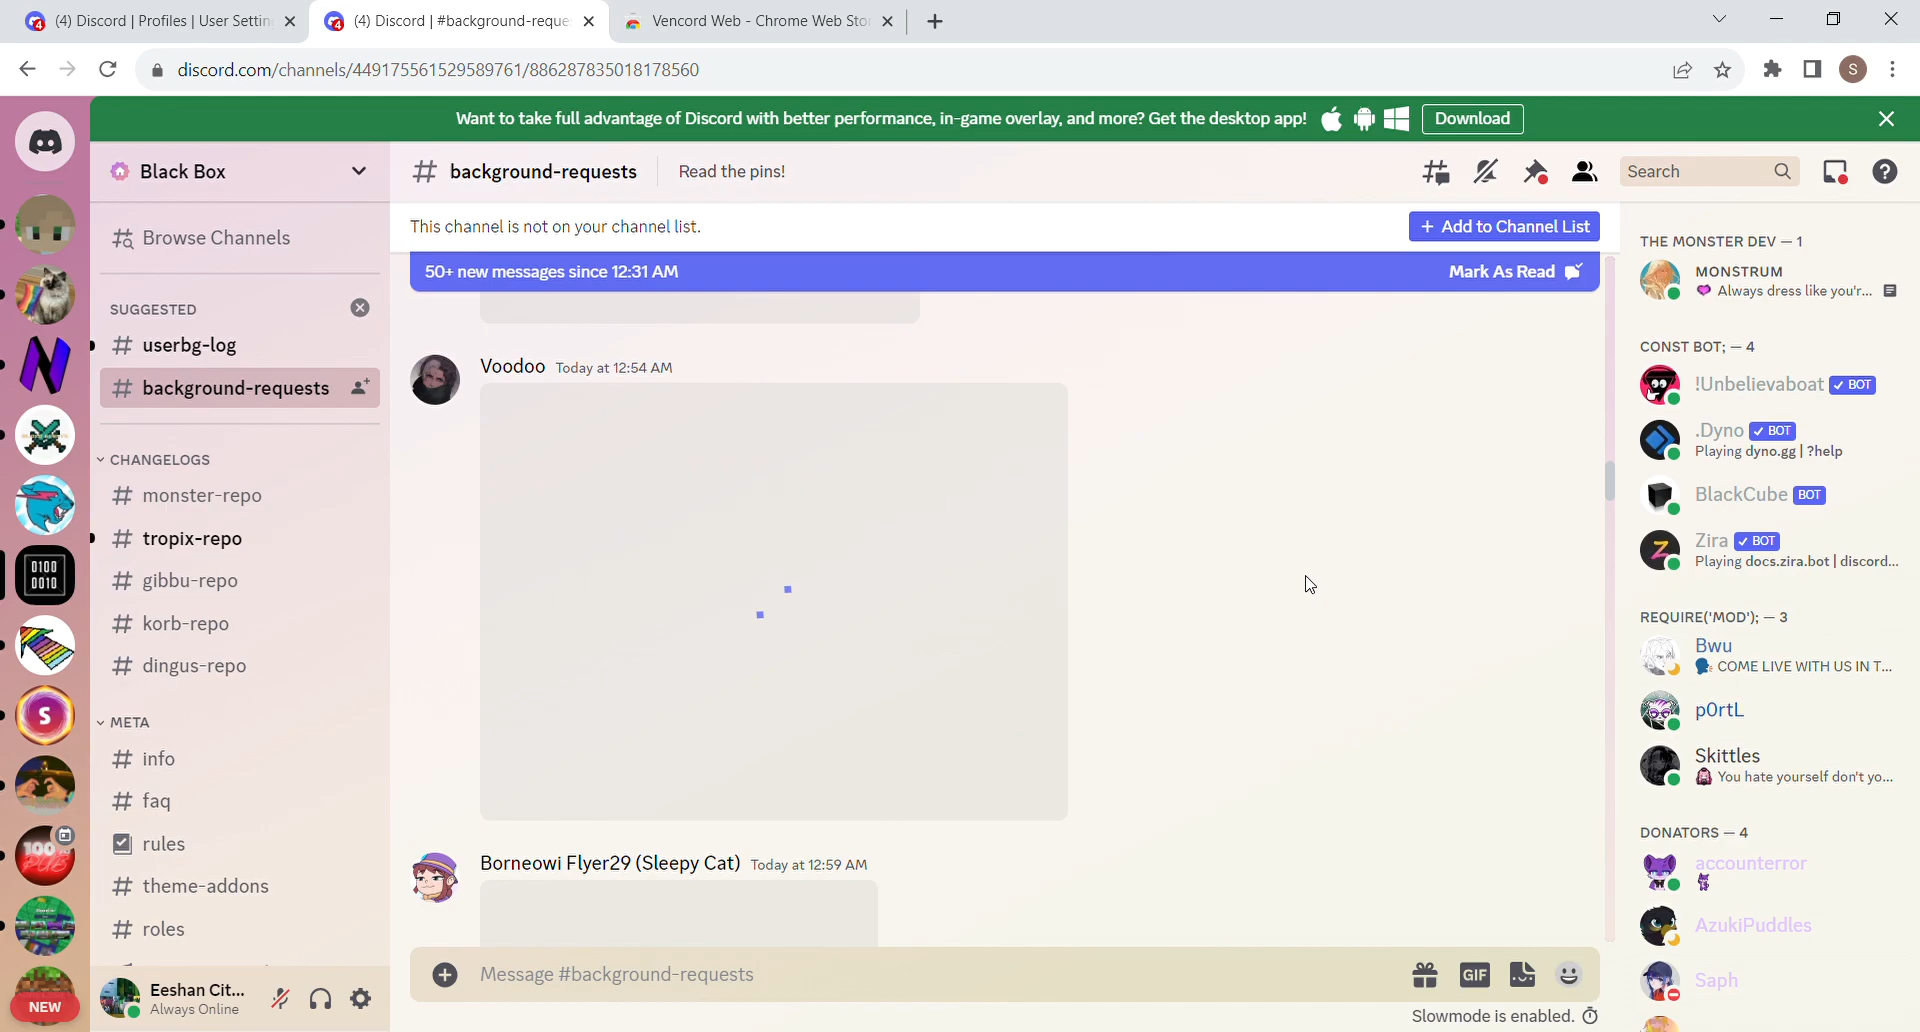 (4) Discord | Profiles | User Settin
(4) Discord | #background-reque
Vencord Web - Chrome Web Sto
discord.com/channels/449175561529589761/886287835018178560
S
Want to take full advantage of Discord with better performance, in-game overlay, and more? Get the desktop app!
Download
Black Box
background-requests
Read the pins!
Search
This channel is not on your channel list.
+ Add to Channel List
50+ new messages since 12:31 AM
Mark As Read
Browse Channels
SUGGESTED
userbg-log
background-requests
CHANGELOGS
monster-repo
tropix-repo
gibbu-repo
korb-repo
dingus-repo
META
info
faq
rules
theme-addons
roles
N
0100
0010
S
100
NEW
Eeshan Cit...
Always Online
Voodoo Today at 12:54 AM
Borneowi Flyer29 (Sleepy Cat) Today at 12:59 AM
Message #background-requests
GIF
Slowmode is enabled.
THE MONSTER DEV — 1
MONSTRUM
Always dress like you'r...
CONST BOT; — 4
!Unbelievaboat BOT
.Dyno BOT
Playing dyno.gg | ?help
BlackCube BOT
Zira BOT
Playing docs.zira.bot | discord...
REQUIRE('MOD'); — 3
Bwu
COME LIVE WITH US IN T...
p0rtL
Skittles
You hate yourself don't yo...
DONATORS — 4
accounterror
AzukiPuddles
Saph